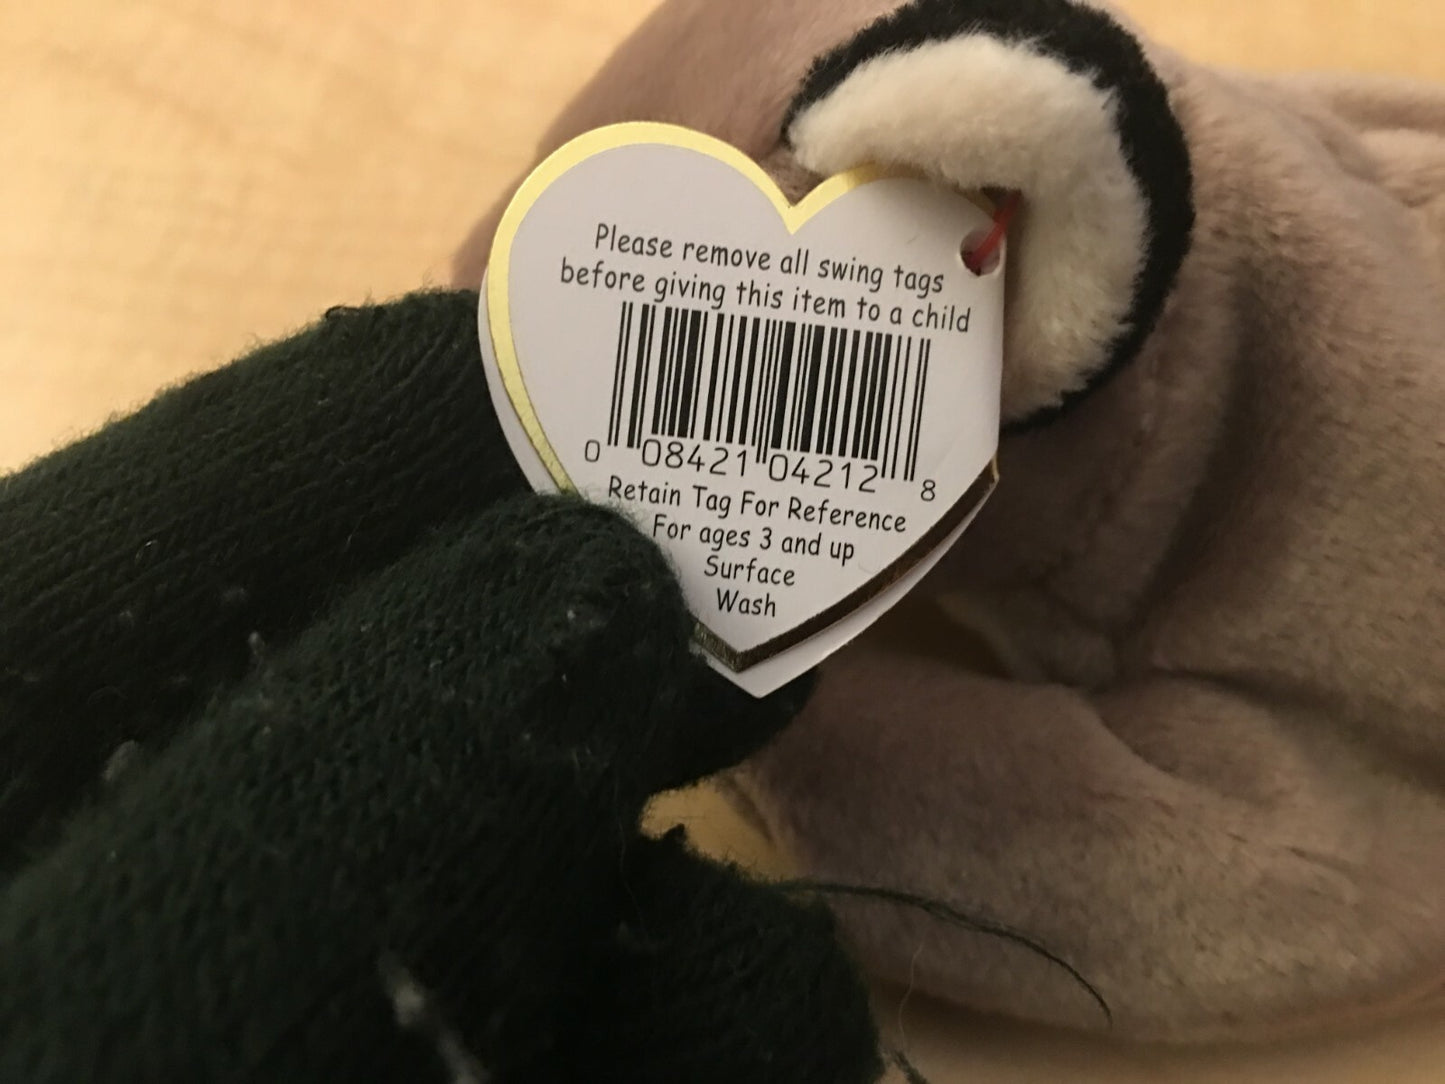 Please remove all swing tags
before giving this item to a child
0 08421 04212 8
Retain Tag For Reference
For ages 3 and up
Surface
Wash